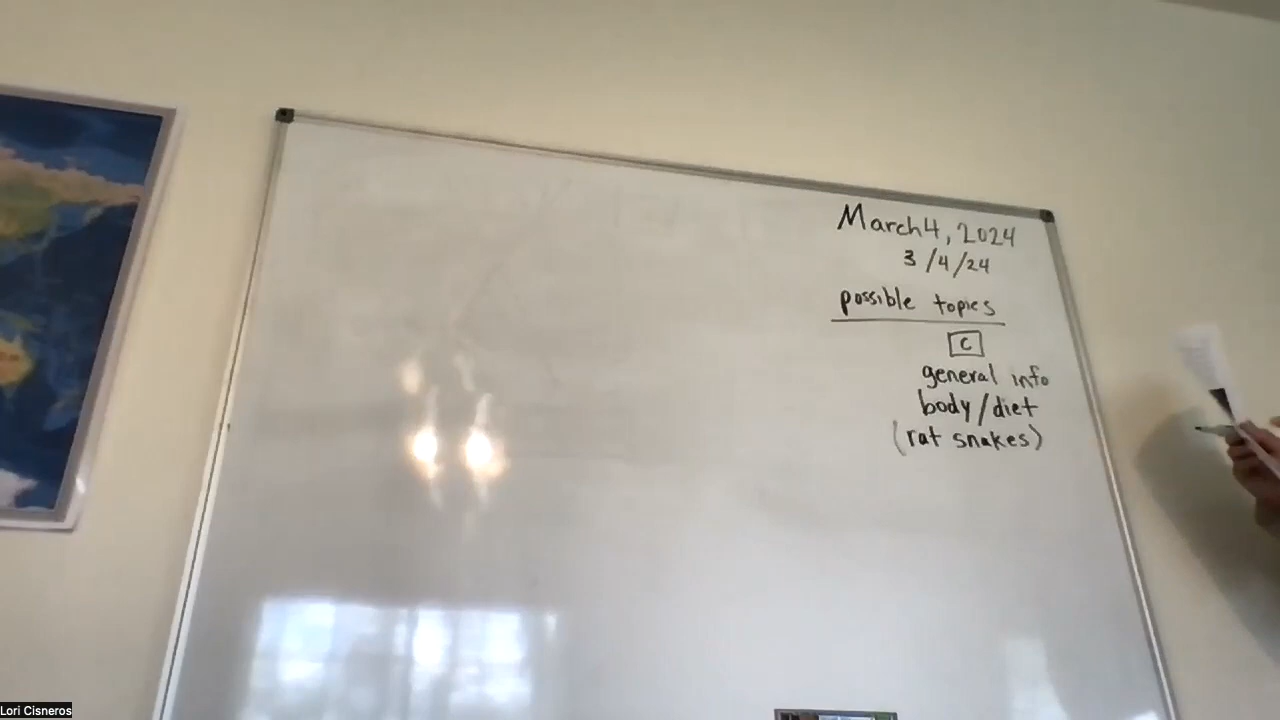 March 4, 2024
3/4/24
possible topics
C
general info
body/diet
(rat snakes)
Lori Cisneros